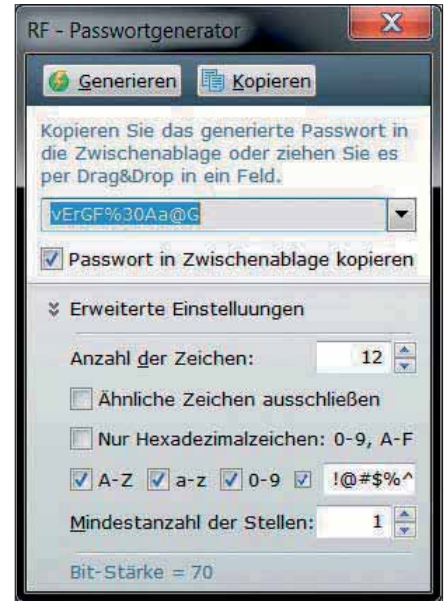 RF - Passwortgenerator
Generieren Kopieren
Kopieren Sie das generierte Passwort in
die Zwischenablage oder ziehen Sie es
per Drag&Drop in ein Feld.
vErGF%30Aa@G
Passwort in Zwischenablage kopieren
Erweiterte Einstelluungen
Anzahl der Zeichen: 12
Ähnliche Zeichen ausschließen
Nur Hexadezimalzeichen: 0-9, A-F
A-Z a-z 0-9 !@#$%^
Mindestanzahl der Stellen: 1
Bit-Stärke = 70